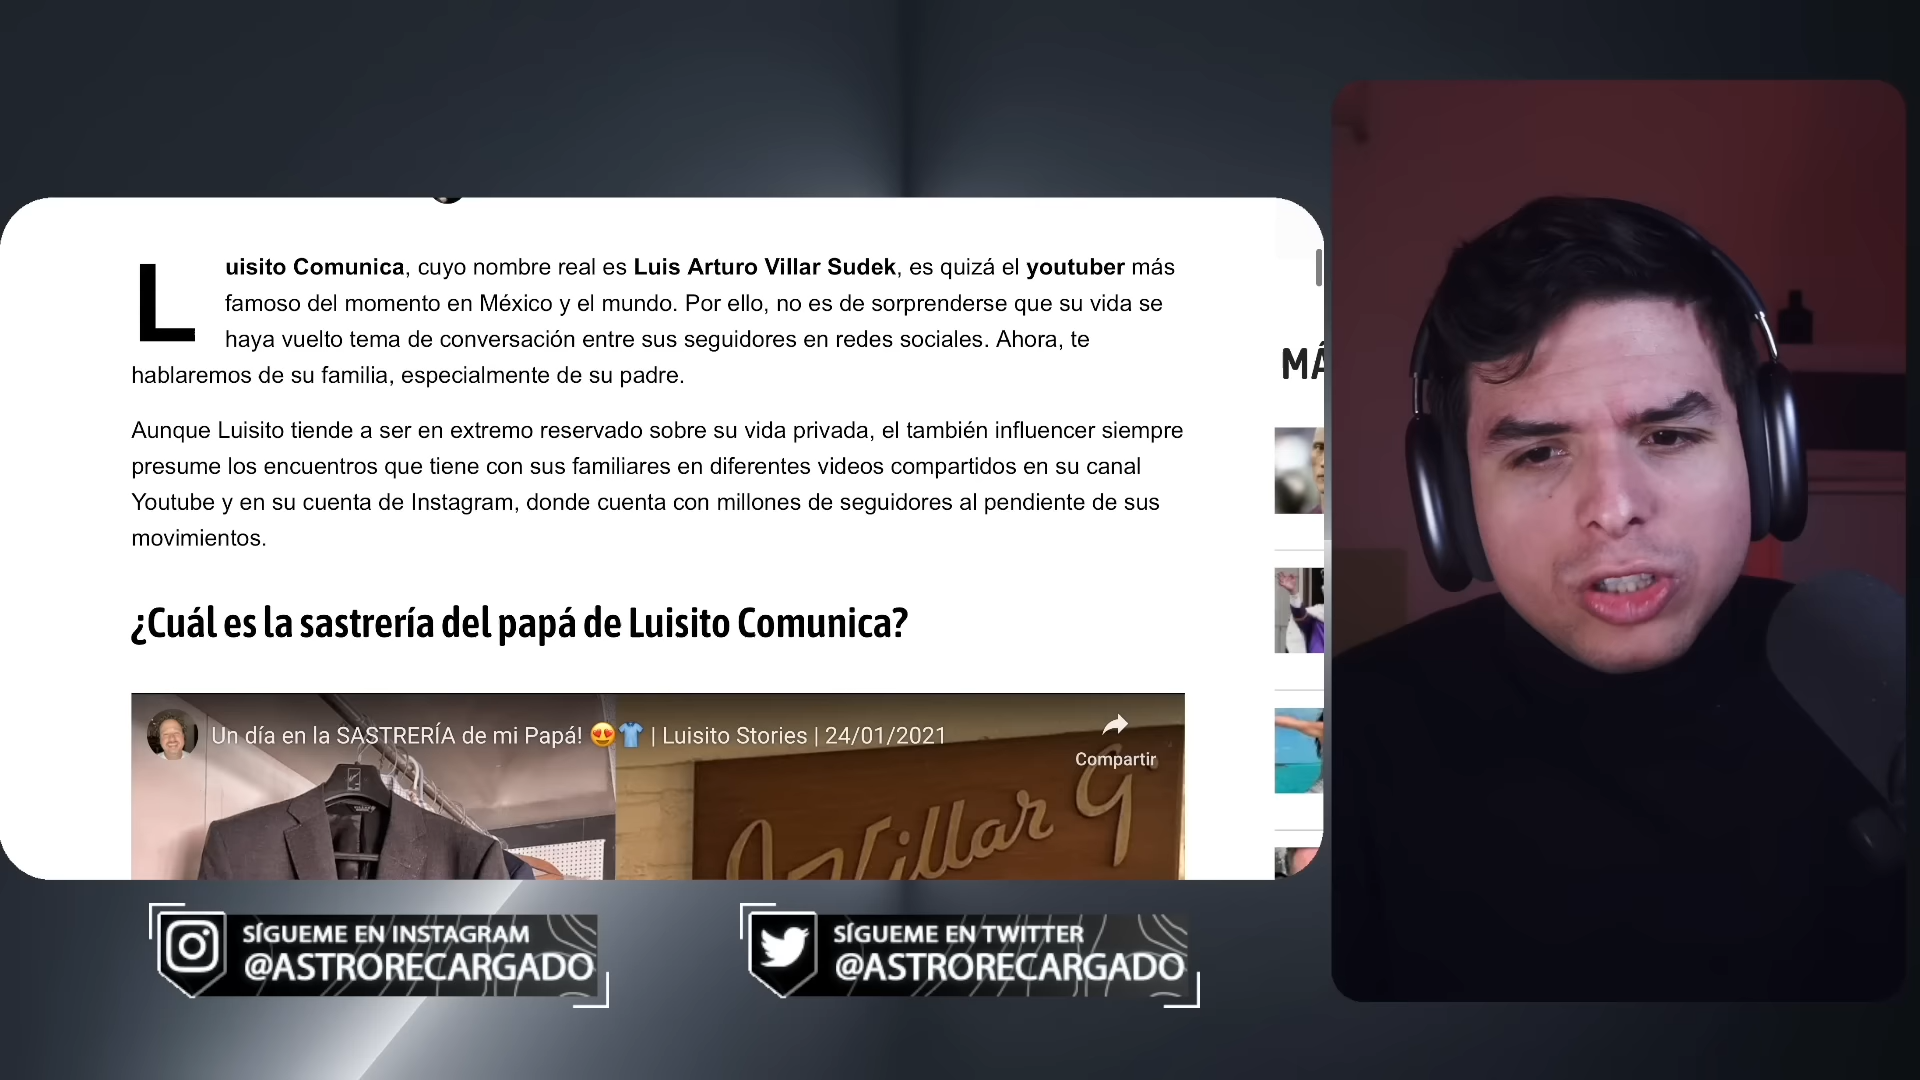 Luisito Comunica, cuyo nombre real es Luis Arturo Villar Sudek, es quizá el youtuber más
famoso del momento en México y el mundo. Por ello, no es de sorprenderse que su vida se
haya vuelto tema de conversación entre sus seguidores en redes sociales. Ahora, te
hablaremos de su familia, especialmente de su padre.
Aunque Luisito tiende a ser en extremo reservado sobre su vida privada, el también influencer siempre
presume los encuentros que tiene con sus familiares en diferentes videos compartidos en su canal
Youtube y en su cuenta de Instagram, donde cuenta con millones de seguidores al pendiente de sus
movimientos.
¿Cuál es la sastrería del papá de Luisito Comunica?
Un día en la SASTRERÍA de mi Papá! 😍👕 | Luisito Stories | 24/01/2021
Compartir
Villar G
MÁ
SÍGUEME EN INSTAGRAM
@ASTRORECARGADO
SÍGUEME EN TWITTER
@ASTRORECARGADO